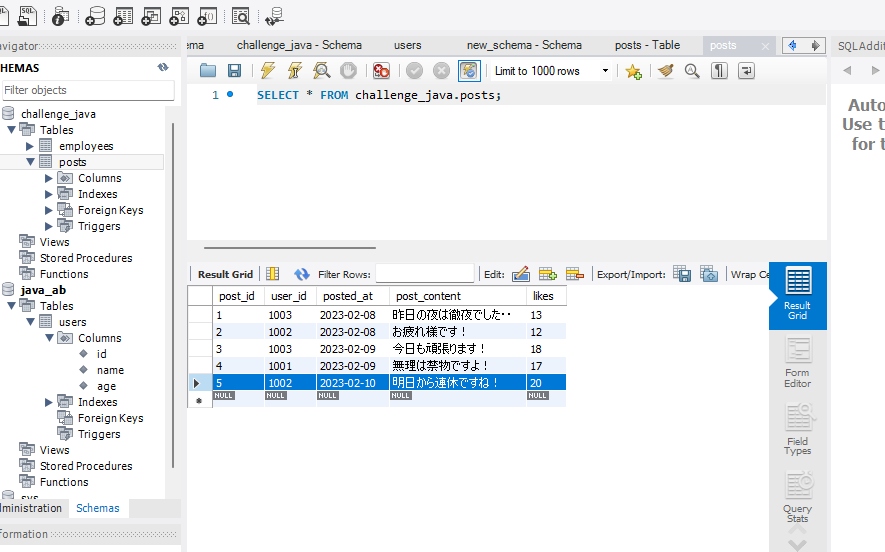 ema challenge_java - Schema users new_schema - Schema posts - Table posts SQLAddit
avigator
HEMAS
Filter objects
challenge_java
Tables
employees
posts
Columns
Indexes
Foreign Keys
Triggers
Views
Stored Procedures
Functions
java_ab
Tables
users
Columns
id
name
age
Indexes
Foreign Keys
Triggers
Views
Stored Procedures
Functions
sys
dministration Schemas
formation
Limit to 1000 rows
1 SELECT * FROM challenge_java.posts;
Result Grid Filter Rows: Edit: Export/Import: Wrap Ce
post_id user_id posted_at post_content likes
1 1003 2023-02-08 昨日の夜は徹夜でした・・ 13
2 1002 2023-02-08 お疲れ様です！ 12
3 1003 2023-02-09 今日も頑張ります！ 18
4 1001 2023-02-09 無理は禁物ですよ！ 17
5 1002 2023-02-10 明日から連休ですね！ 20
NULL NULL NULL NULL NULL
Result
Grid
Form
Editor
Field
Types
Query
Stats
Auto
Use t
for t